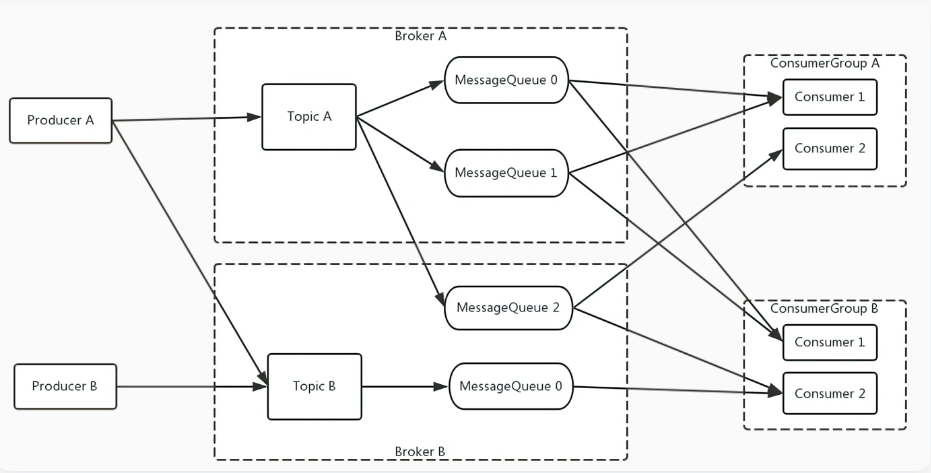 Broker A
ConsumerGroup A
MessageQueue 0
Consumer 1
Producer A
Topic A
Consumer 2
MessageQueue 1
MessageQueue 2
ConsumerGroup B
Consumer 1
Producer B
Topic B
MessageQueue 0
Consumer 2
Broker B